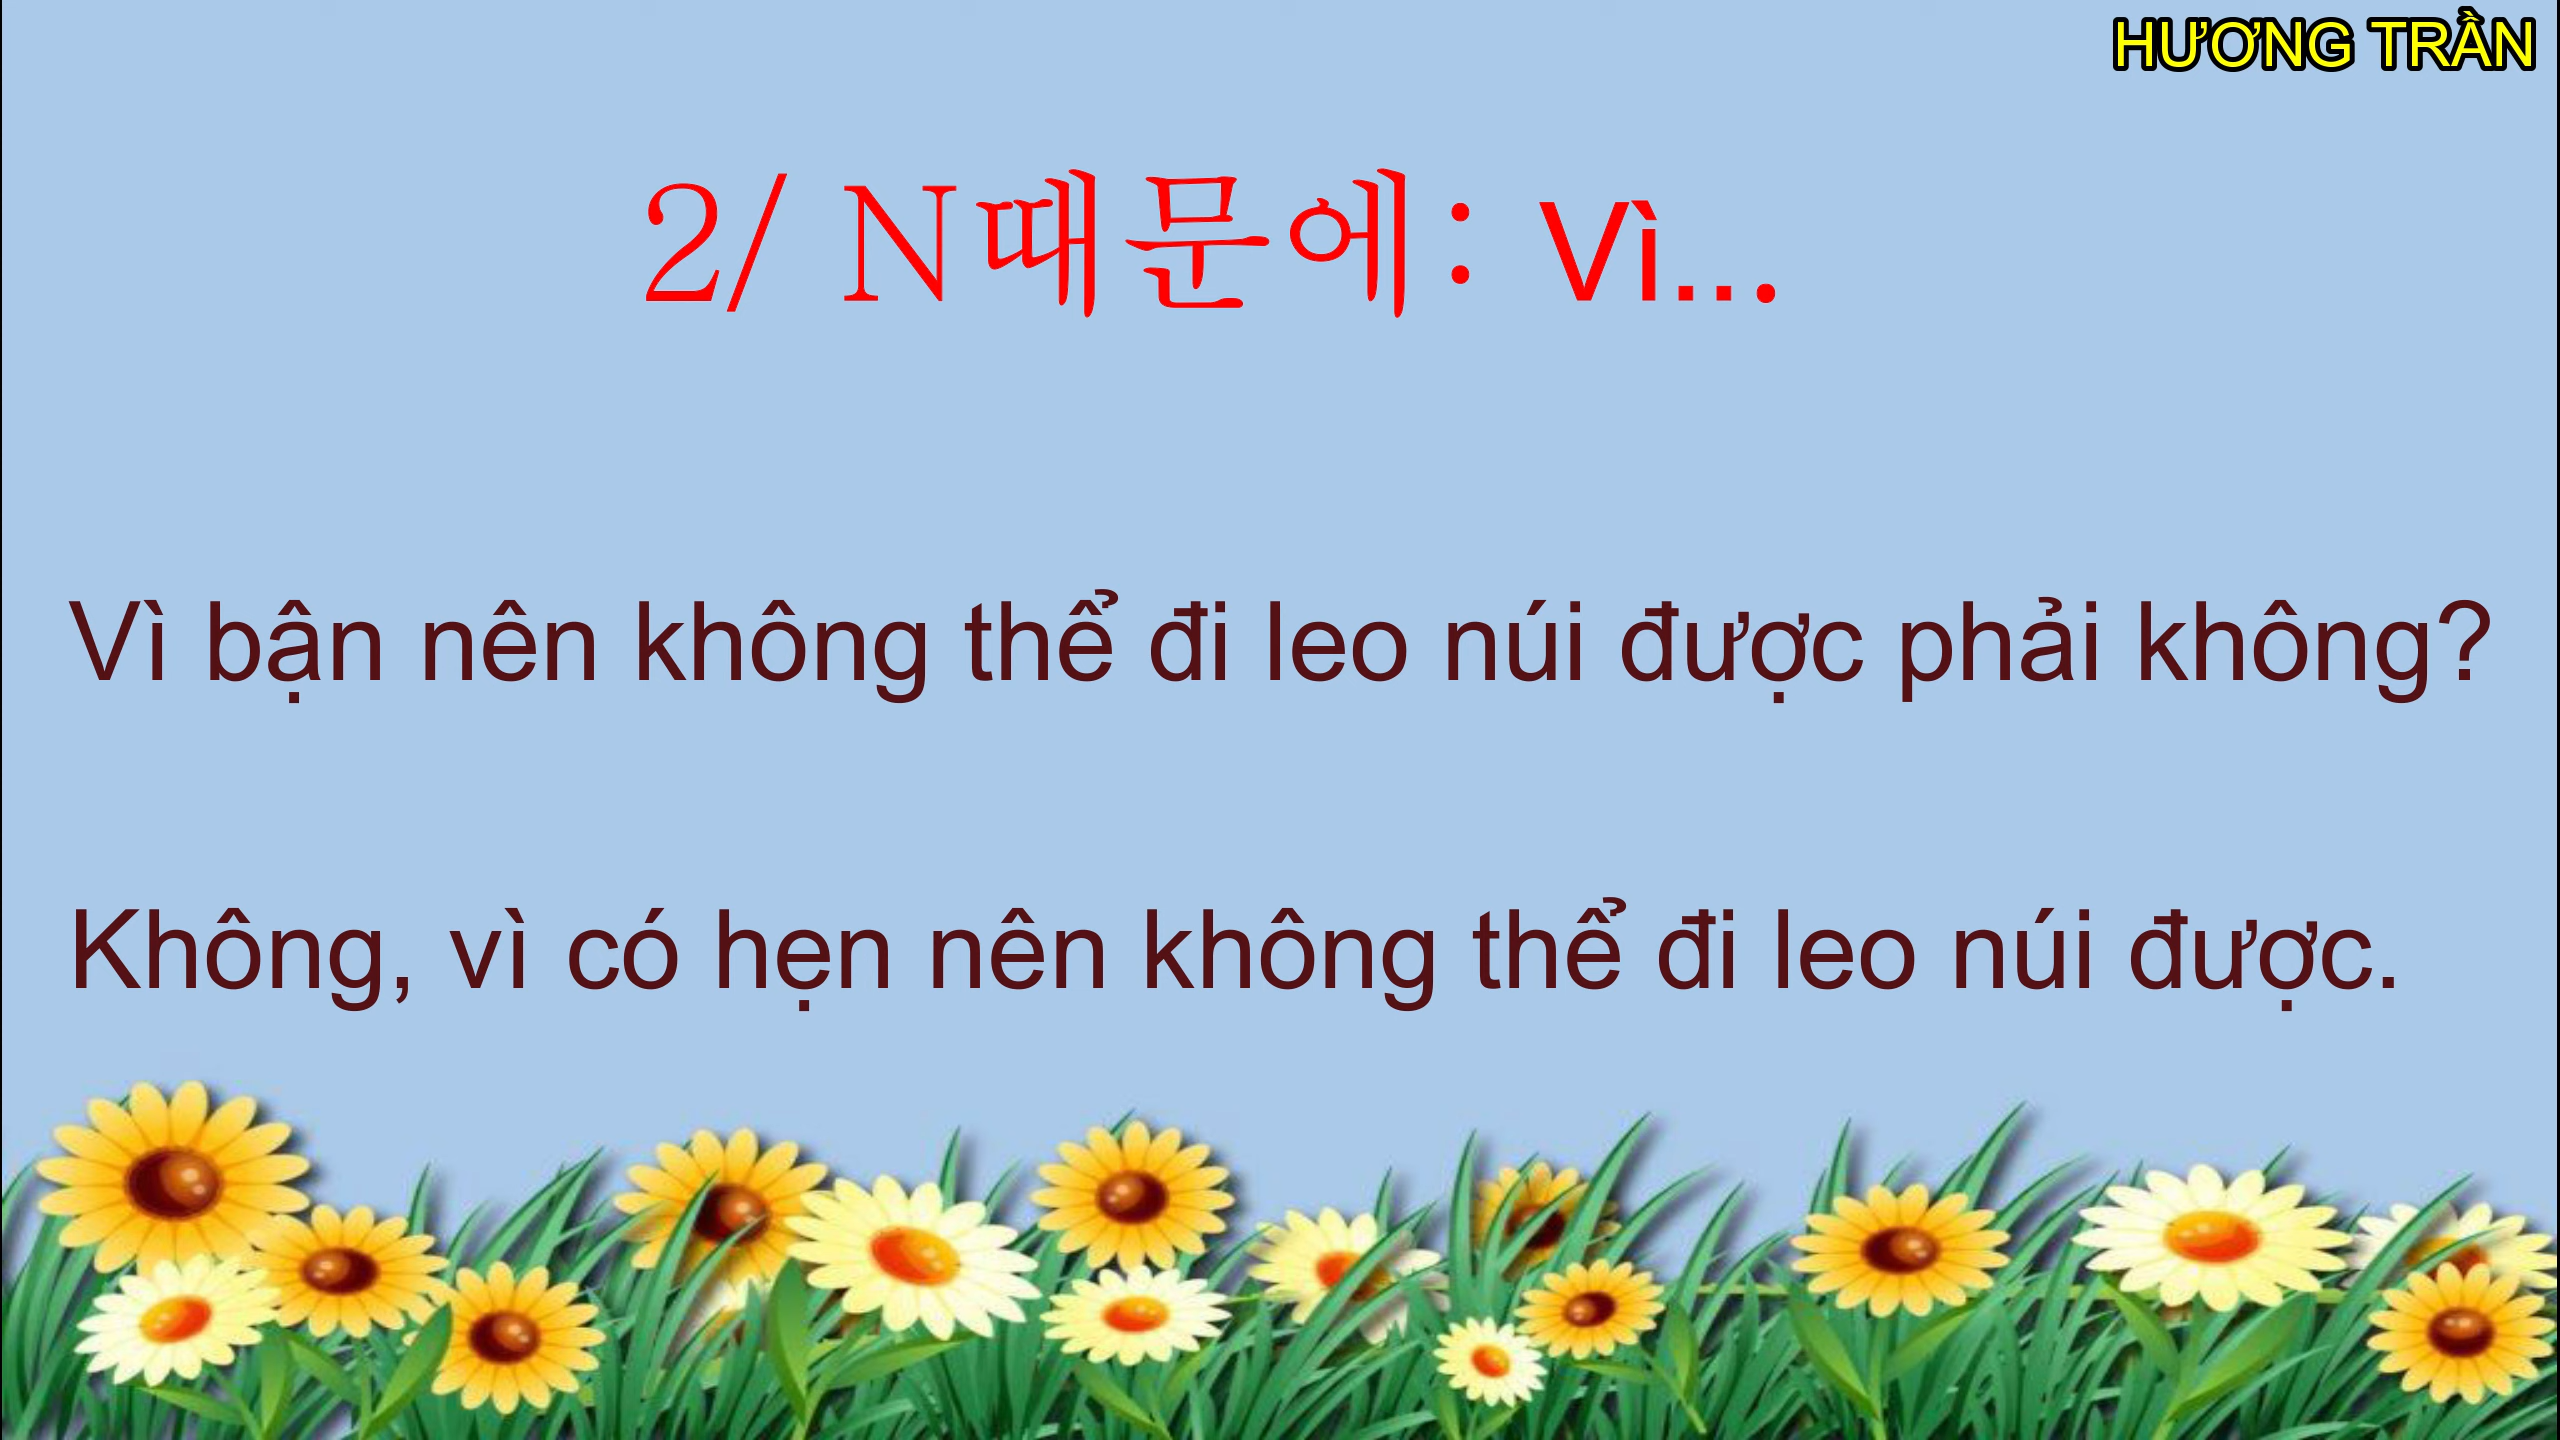 HƯƠNG TRẦN
2/ N때문에: Vì...
Vì bận nên không thể đi leo núi được phải không?
Không, vì có hẹn nên không thể đi leo núi được.